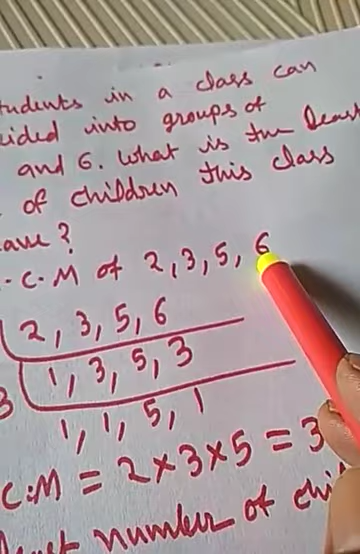 tudents in a class can
ided into groups of
and 6. What is the least
of children this class
ave?
.C.M of 2,3,5,6
2, 3, 5, 6
1, 3, 5, 3
3
1, 1, 5, 1
C.M = 2×3×5 = 3
number of chi